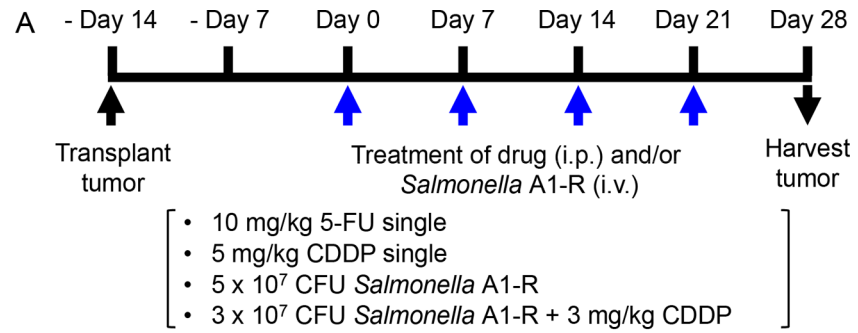 A
- Day 14 - Day 7 Day 0 Day 7 Day 14 Day 21 Day 28
Transplant
tumor
Treatment of drug (i.p.) and/or
Salmonella A1-R (i.v.)
Harvest
tumor
• 10 mg/kg 5-FU single
• 5 mg/kg CDDP single
• 5 x 10⁷ CFU Salmonella A1-R
• 3 x 10⁷ CFU Salmonella A1-R + 3 mg/kg CDDP